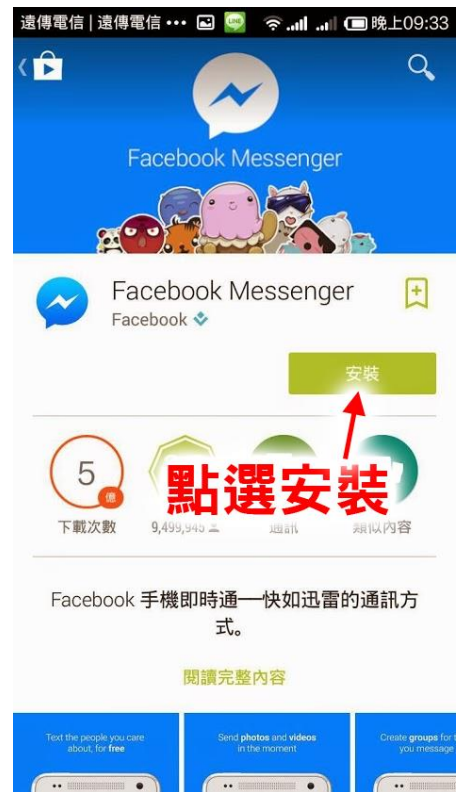 遠傳電信 | 遠傳電信 ••• LINE 晚上09:33
Facebook Messenger
Facebook Messenger
Facebook
安裝
5
億
點選安裝
下載次數 9,499,945 通訊 類似內容
Facebook 手機即時通──快如迅雷的通訊方
式。
閱讀完整內容
Text the people you care
about, for free
Send photos and videos
in the moment
Create groups for t
you message